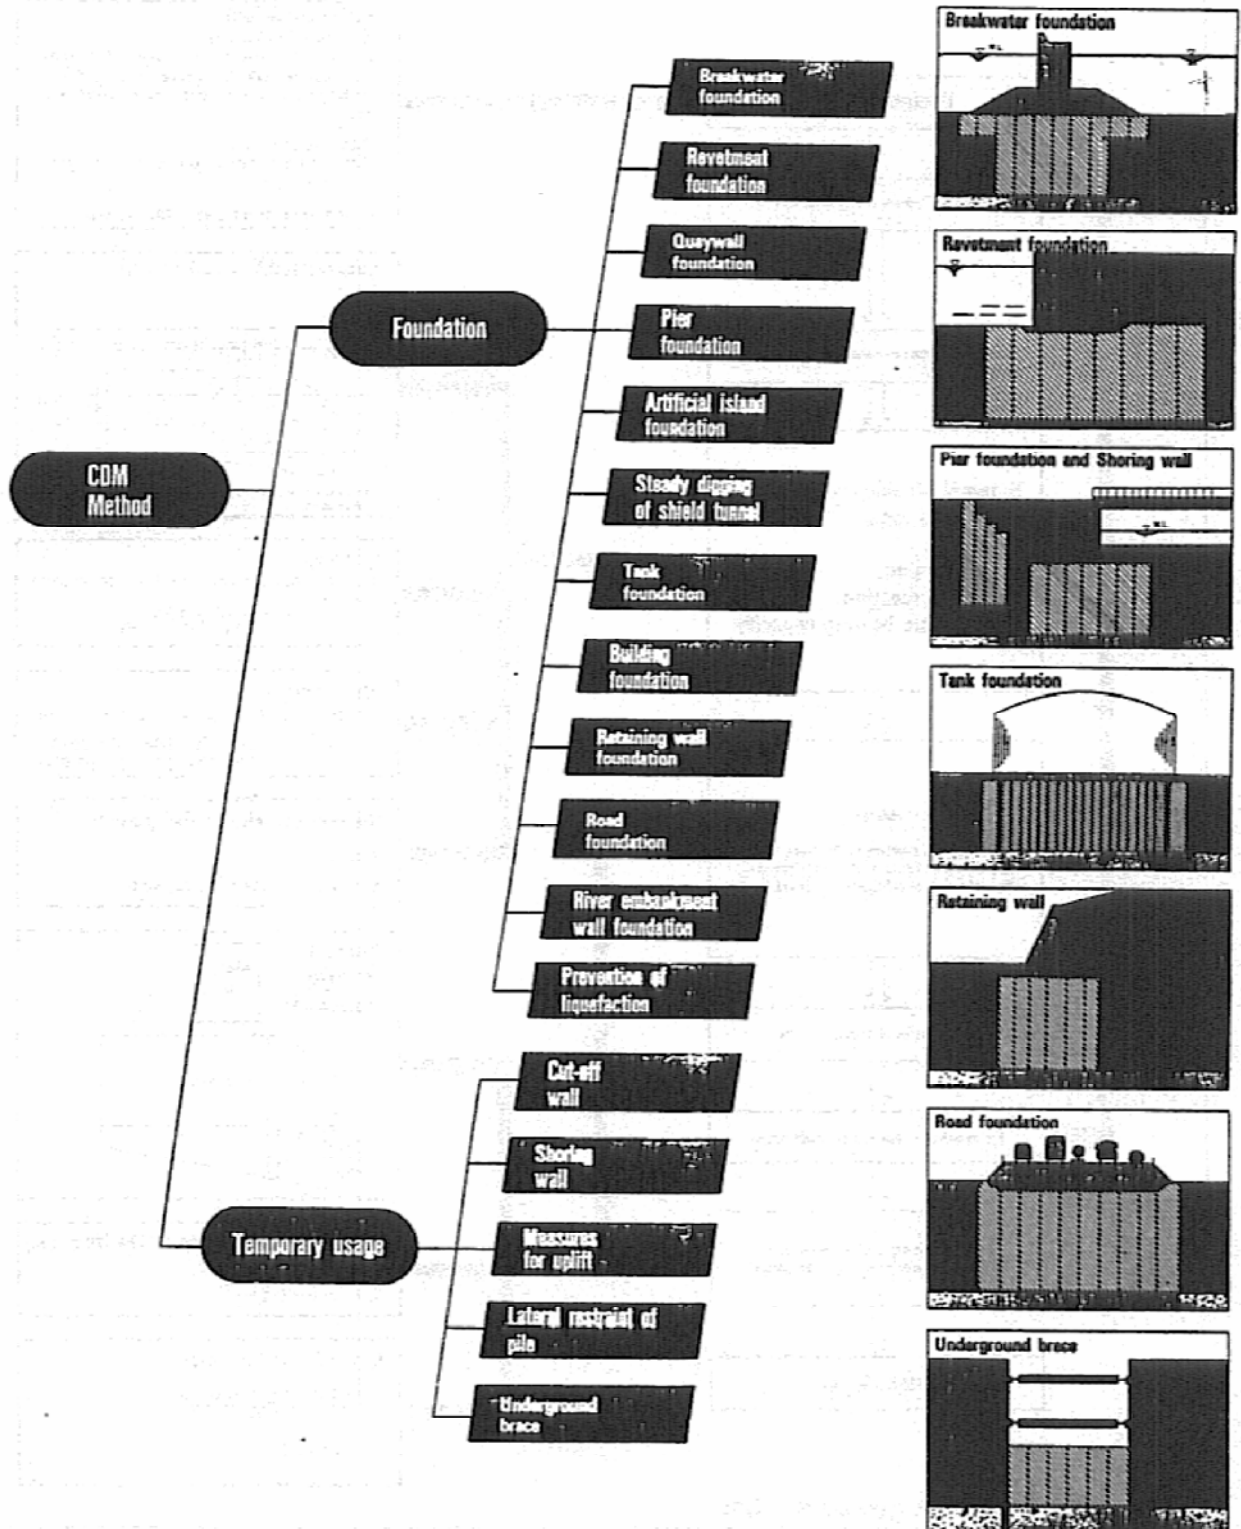 CDM
Method
Foundation
Breakwater
foundation
Revetment
foundation
Quaywall
foundation
Pier
foundation
Artificial island
foundation
Steady digging
of shield tunnel
Tank
foundation
Building
foundation
Retaining wall
foundation
Road
foundation
River embankment
wall foundation
Prevention of
liquefaction
Temporary usage
Cut-off
wall
Shoring
wall
Measures
for uplift
Lateral restraint of
pile
Underground
brace
Breakwater foundation
Revetment foundation
Pier foundation and Shoring wall
Tank foundation
Retaining wall
Road foundation
Underground brace